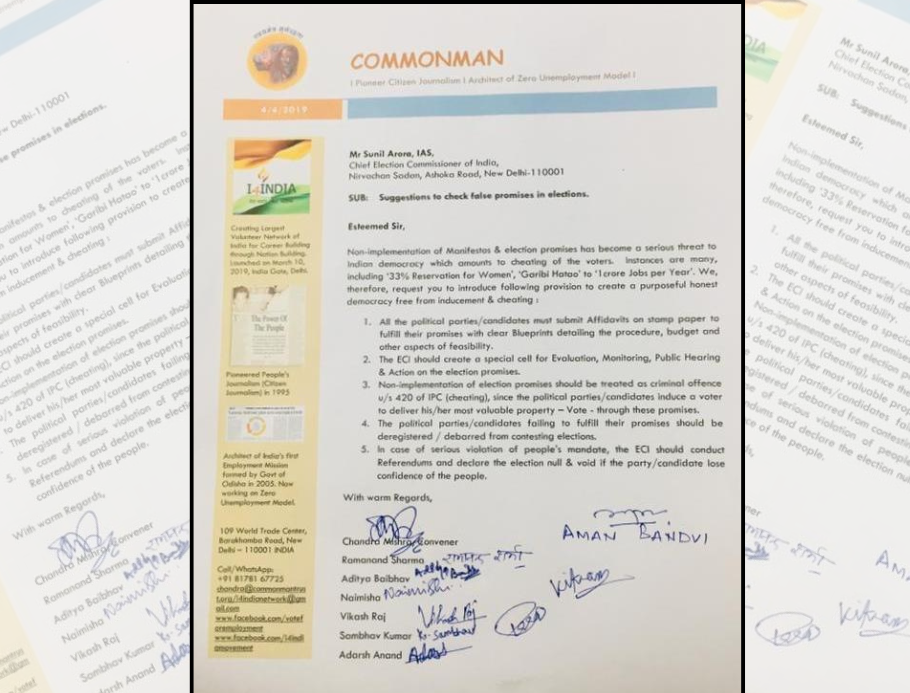 COMMONMAN
I Pioneer Citizen Journalism I Architect of Zero Unemployment Model I
4/4/2019
I4INDIA
Creating Largest
Volunteer Network of
India for Career Building
through Nation Building.
Launched on March 10,
2019, India Gate, Delhi.
The Power Of
The People
Pioneered People's
Journalism (Citizen
Journalism) in 1995
Architect of India's first
Employment Mission
formed by Govt of
Odisha in 2005. Now
working on Zero
Unemployment Model.
109 World Trade Center,
Barakhamba Road, New
Delhi – 110001 INDIA
Call/WhatsApp:
+91 81781 67725
chandra@commonmantrus
t.org/i4indianetwork@gm
ail.com
www.facebook.com/votef
oremployment
www.facebook.com/i4indi
amovement
Mr Sunil Arora, IAS,
Chief Election Commissioner of India,
Nirvachan Sadan, Ashoka Road, New Delhi-110001
SUB: Suggestions to check false promises in elections.
Esteemed Sir,
Non-implementation of Manifestos & election promises has become a serious threat to
Indian democracy which amounts to cheating of the voters. Instances are many,
including '33% Reservation for Women', 'Garibi Hatao' to '1crore Jobs per Year'. We,
therefore, request you to introduce following provision to create a purposeful honest
democracy free from inducement & cheating :
1. All the political parties/candidates must submit Affidavits on stamp paper to
fulfill their promises with clear Blueprints detailing the procedure, budget and
other aspects of feasibility.
2. The ECI should create a special cell for Evaluation, Monitoring, Public Hearing
& Action on the election promises.
3. Non-implementation of election promises should be treated as criminal affence
u/s 420 of IPC (cheating), since the political parties/candidates induce a voter
to deliver his/her most valuable property – Vote - through these promises.
4. The political parties/candidates failing to fulfill their promises should be
deregistered / debarred from contesting elections.
5. In case of serious violation of people's mandate, the ECI should conduct
Referendums and declare the election null & void if the party/candidate lose
confidence of the people.
With warm Regards,
Chandra Mishra, Convener
AMAN BANDVI
Ramanand Sharma रामानंद शर्मा
Aditya Baibhav
Naimisha Naimisha
Vikash Raj Vikash Raj
Sambhav Kumar Kr. Sambhav
Adarsh Anand Adarsh